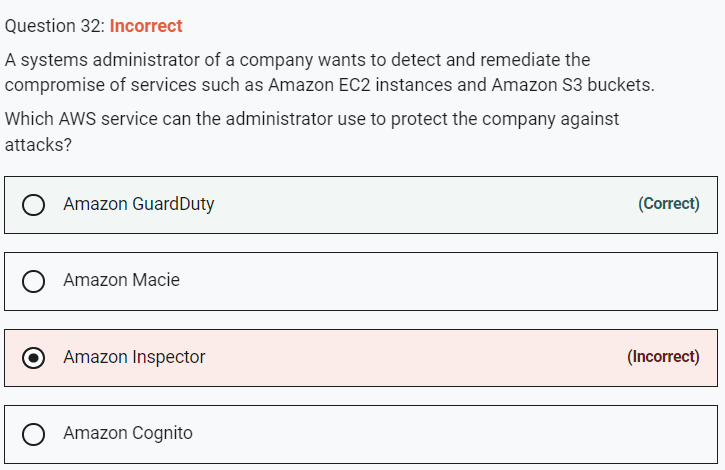 Question 32: Incorrect
A systems administrator of a company wants to detect and remediate the
compromise of services such as Amazon EC2 instances and Amazon S3 buckets.
Which AWS service can the administrator use to protect the company against
attacks?
Amazon GuardDuty (Correct)
Amazon Macie
Amazon Inspector (Incorrect)
Amazon Cognito